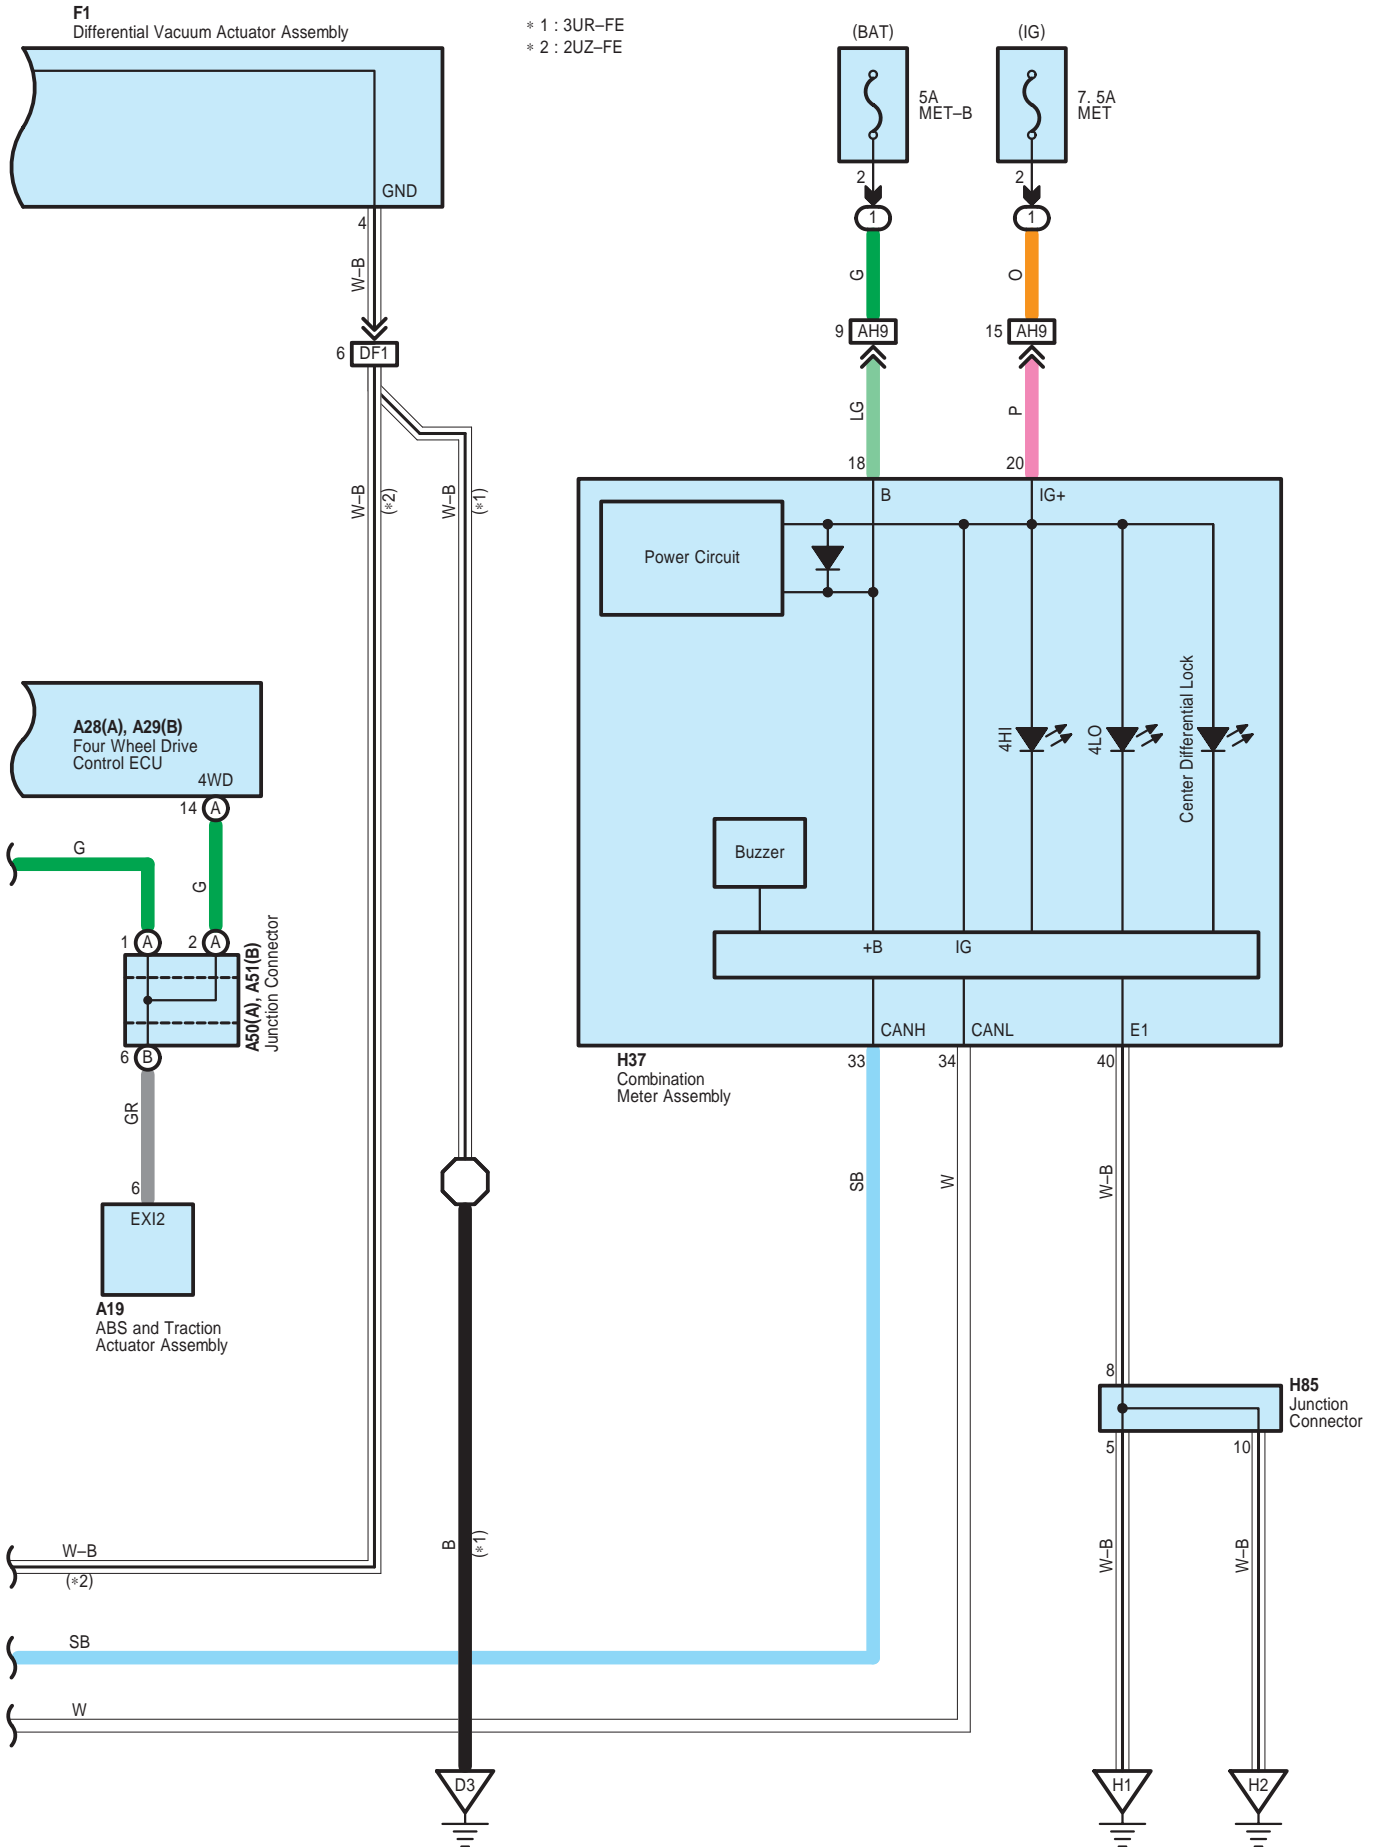 F1
Differential Vacuum Actuator Assembly
∗ 1 : 3UR–FE
∗ 2 : 2UZ–FE
(BAT)
(IG)
5A
MET–B
7. 5A
MET
2
2
1
1
GND
4
W–B
G
O
9 AH9
15 AH9
6 DF1
LG
P
18
20
B
IG+
W–B
(∗2)
W–B
(∗1)
Power Circuit
4HI
4LO
Center Differential Lock
A28(A), A29(B)
Four Wheel Drive
Control ECU
4WD
14 A
G
G
Buzzer
1 A
2 A
A50(A), A51(B)
Junction Connector
+B
IG
CANH
CANL
E1
6 B
H37
Combination
Meter Assembly
33
34
40
GR
6
EXI2
A19
ABS and Traction
Actuator Assembly
SB
W
W–B
8
H85
Junction
Connector
5
10
B
(∗1)
W–B
W–B
W–B
(∗2)
SB
W
D3
H1
H2